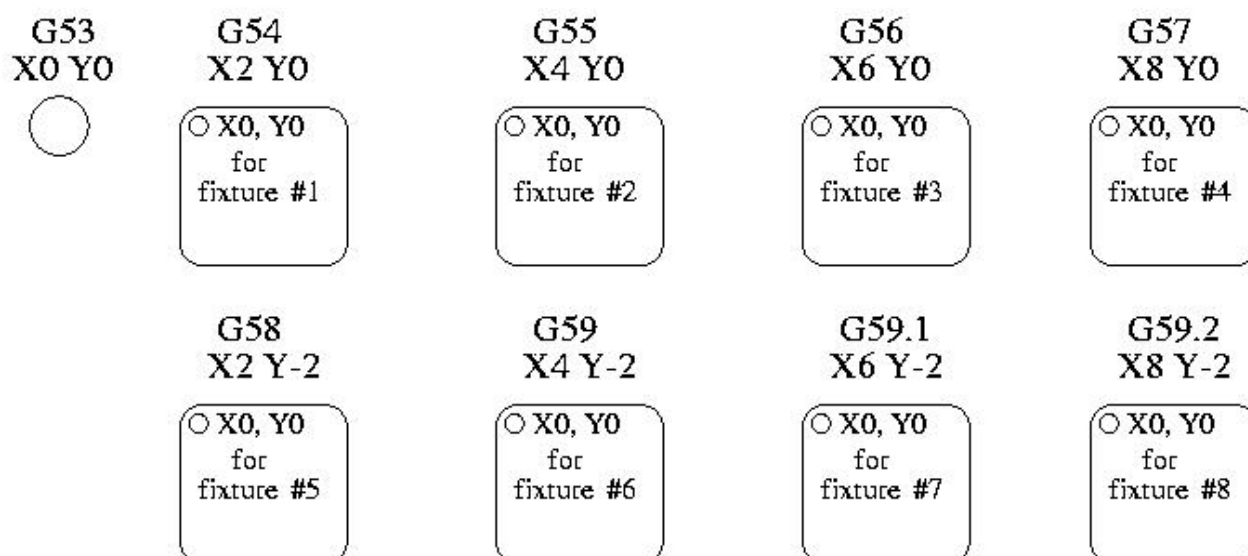 G53 G54 G55 G56 G57
X0 Y0 X2 Y0 X4 Y0 X6 Y0 X8 Y0
X0, Y0 X0, Y0 X0, Y0 X0, Y0
for for for for
fixture #1 fixture #2 fixture #3 fixture #4
G58 G59 G59.1 G59.2
X2 Y-2 X4 Y-2 X6 Y-2 X8 Y-2
X0, Y0 X0, Y0 X0, Y0 X0, Y0
for for for for
fixture #5 fixture #6 fixture #7 fixture #8